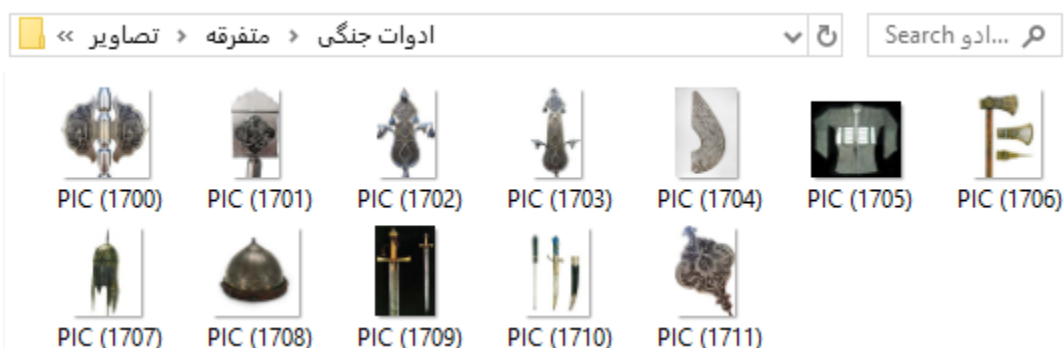 « تصاویر › متفرقه › ادوات جنگی
Search ادو...
PIC (1700) PIC (1701) PIC (1702) PIC (1703) PIC (1704) PIC (1705) PIC (1706)
PIC (1707) PIC (1708) PIC (1709) PIC (1710) PIC (1711)